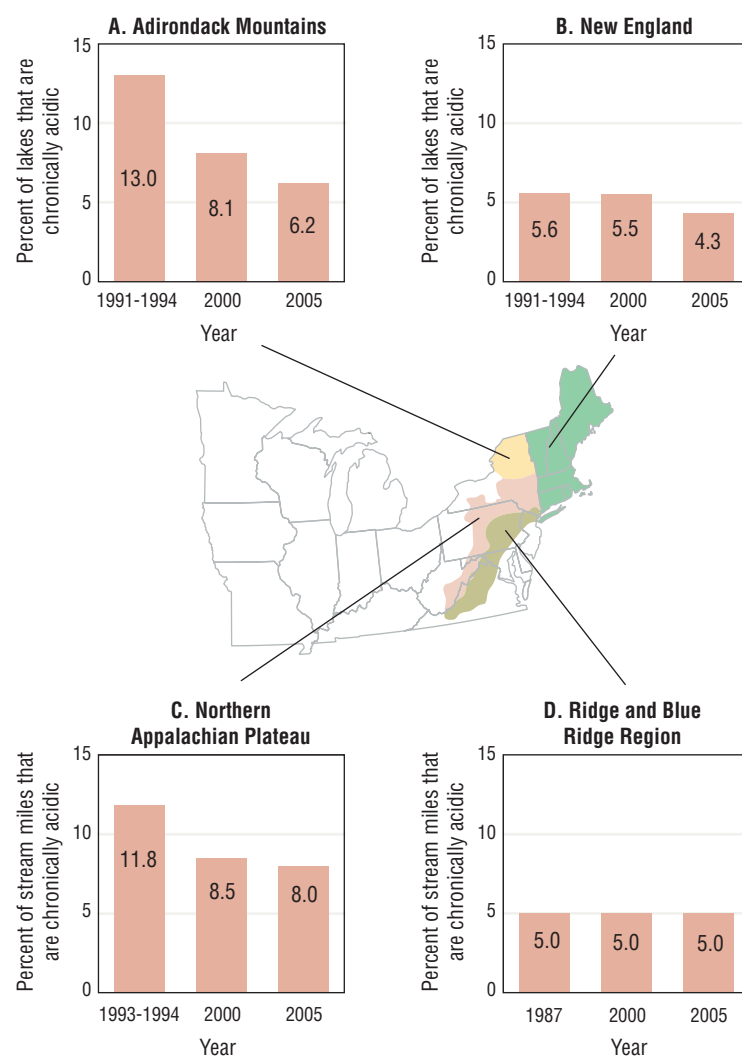 A. Adirondack Mountains
Percent of lakes that are
chronically acidic
15
10
5
0
13.0
8.1
6.2
1991-1994
2000
2005
Year
B. New England
Percent of lakes that are
chronically acidic
15
10
5
0
5.6
5.5
4.3
1991-1994
2000
2005
Year
C. Northern
Appalachian Plateau
Percent of stream miles that
are chronically acidic
15
10
5
0
11.8
8.5
8.0
1993-1994
2000
2005
Year
D. Ridge and Blue
Ridge Region
Percent of stream miles that
are chronically acidic
15
10
5
0
5.0
5.0
5.0
1987
2000
2005
Year